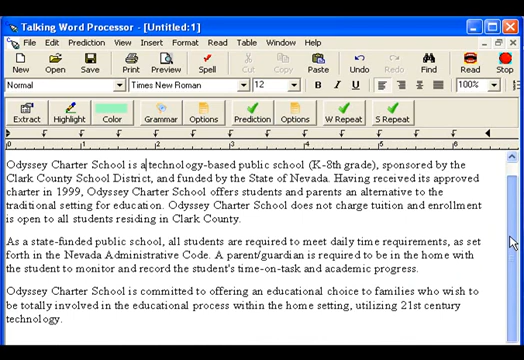 Talking Word Processor - [Untitled:1]
File Edit Prediction View Insert Format Read Table Window Help
New Open Save Print Preview Spell Cut Copy Paste Undo Find Read Stop
Normal Times New Roman 12 B I U 100%
Extract Highlight Color Grammar Options Prediction Options W Repeat S Repeat
0 1 2 3 4 5 6
Odyssey Charter School is a technology-based public school (K-8th grade), sponsored by the
Clark County School District, and funded by the State of Nevada. Having received its approved
charter in 1999, Odyssey Charter School offers students and parents an alternative to the
traditional setting for education. Odyssey Charter School does not charge tuition and enrollment
is open to all students residing in Clark County.
As a state-funded public school, all students are required to meet daily time requirements, as set
forth in the Nevada Administrative Code. A parent/guardian is required to be in the home with
the student to monitor and record the student's time-on-task and academic progress.
Odyssey Charter School is committed to offering an educational choice to families who wish to
be totally involved in the educational process within the home setting, utilizing 21st century
technology.